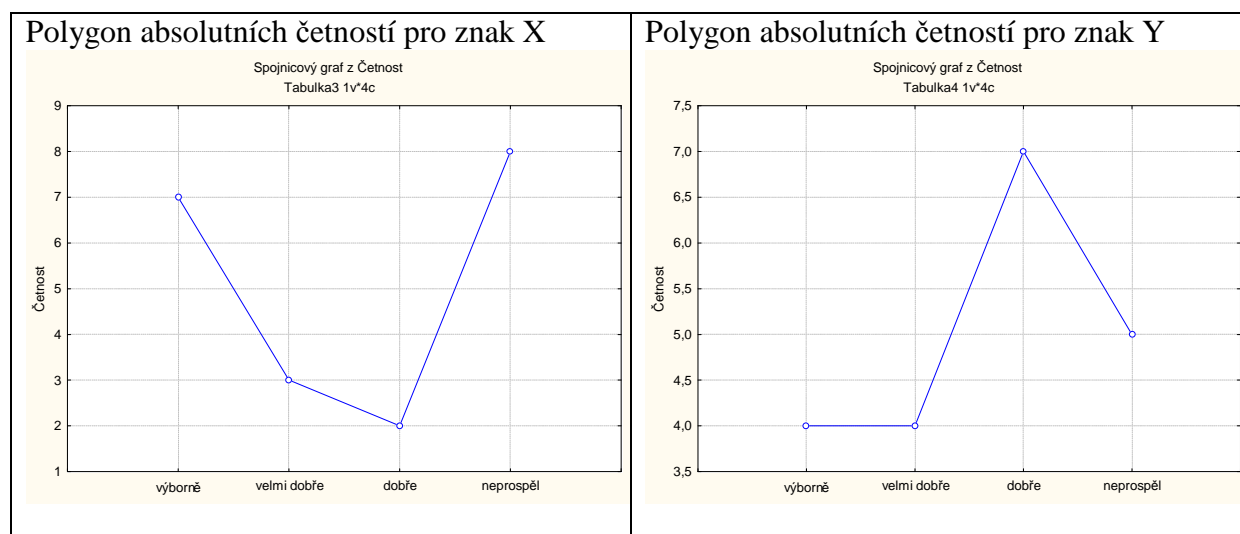 Polygon absolutních četností pro znak X
Spojnicový graf z Četnost
Tabulka3 1v*4c
9
8
7
6
5
4
3
2
1
Četnost
výborně velmi dobře dobře neprospěl
Polygon absolutních četností pro znak Y
Spojnicový graf z Četnost
Tabulka4 1v*4c
7,5
7,0
6,5
6,0
5,5
5,0
4,5
4,0
3,5
Četnost
výborně velmi dobře dobře neprospěl